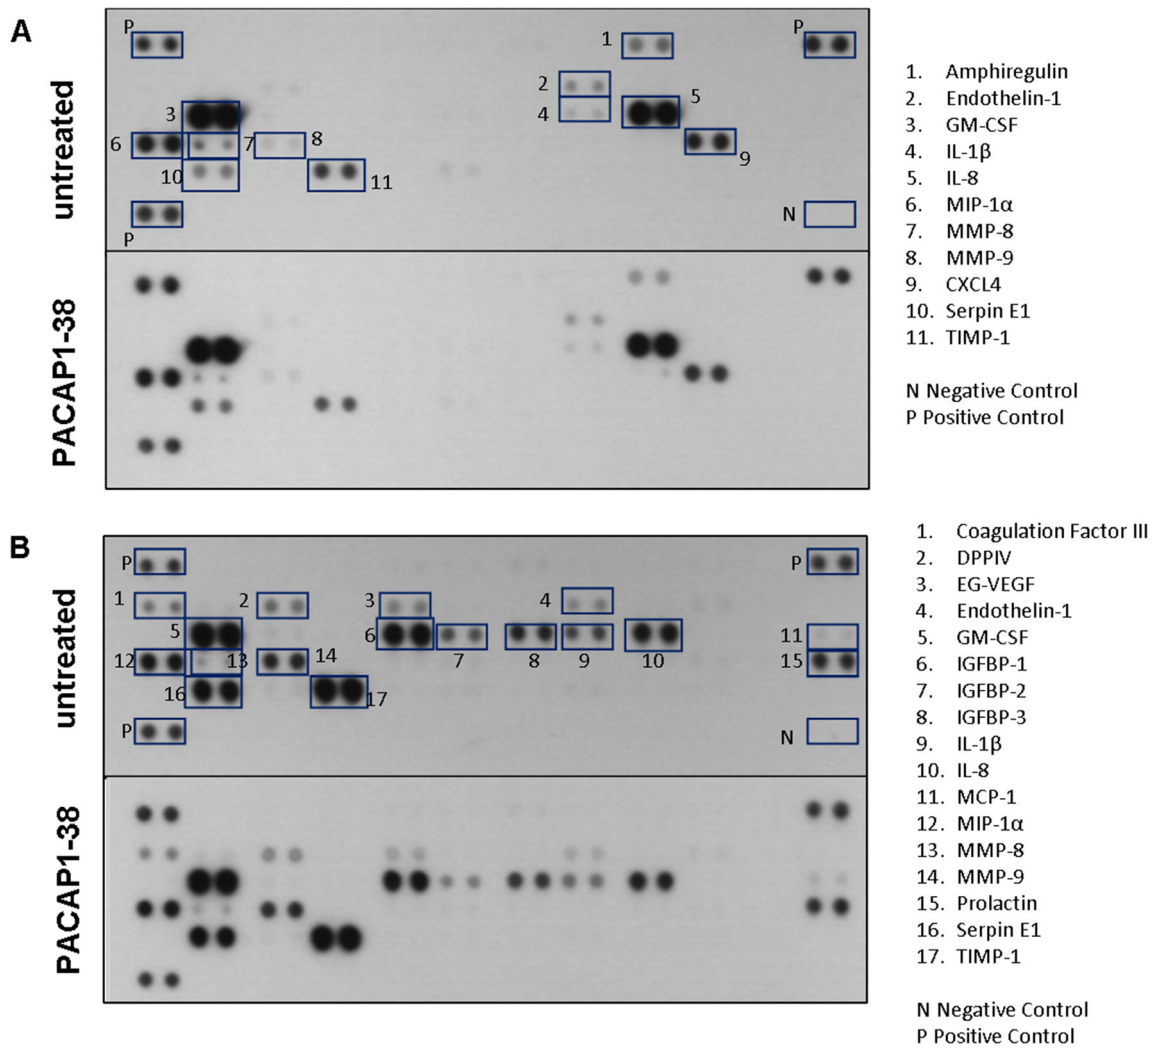 A
untreated
P
1
P
2
3
4
5
6
7
8
9
10
11
N
P
PACAP1-38
1. Amphiregulin
2. Endothelin-1
3. GM-CSF
4. IL-1β
5. IL-8
6. MIP-1α
7. MMP-8
8. MMP-9
9. CXCL4
10. Serpin E1
11. TIMP-1
N Negative Control
P Positive Control
B
untreated
P
P
1
2
3
4
5
6
7
8
9
10
11
12
13
14
15
16
17
P
N
PACAP1-38
1. Coagulation Factor III
2. DPPIV
3. EG-VEGF
4. Endothelin-1
5. GM-CSF
6. IGFBP-1
7. IGFBP-2
8. IGFBP-3
9. IL-1β
10. IL-8
11. MCP-1
12. MIP-1α
13. MMP-8
14. MMP-9
15. Prolactin
16. Serpin E1
17. TIMP-1
N Negative Control
P Positive Control